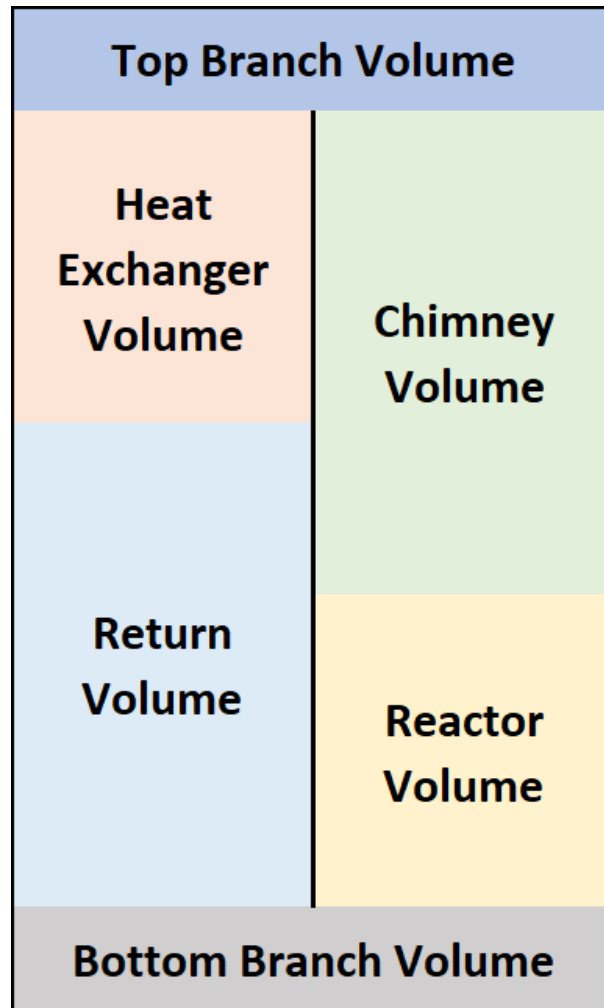 Top Branch Volume
Heat
Exchanger
Volume
Chimney
Volume
Return
Volume
Reactor
Volume
Bottom Branch Volume